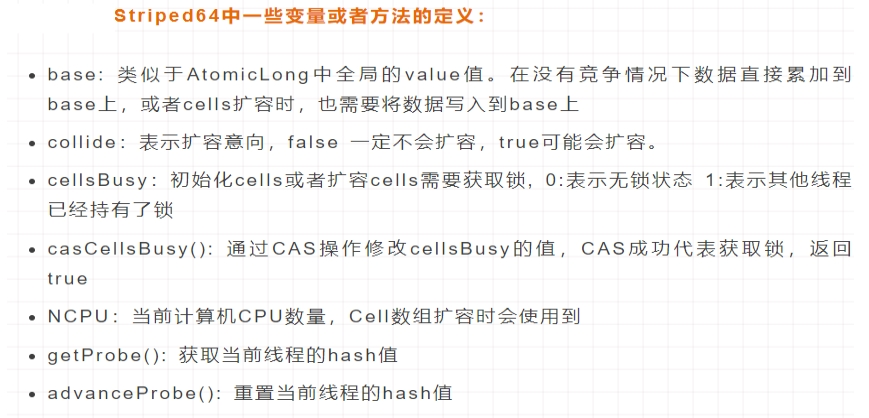 Striped64中一些变量或者方法的定义：
• base：类似于AtomicLong中全局的value值。在没有竞争情况下数据直接累加到
base上，或者cells扩容时，也需要将数据写入到base上
• collide：表示扩容意向，false 一定不会扩容，true可能会扩容。
• cellsBusy：初始化cells或者扩容cells需要获取锁，0:表示无锁状态 1:表示其他线程
已经持有了锁
• casCellsBusy()：通过CAS操作修改cellsBusy的值，CAS成功代表获取锁，返回
true
• NCPU：当前计算机CPU数量，Cell数组扩容时会使用到
• getProbe()：获取当前线程的hash值
• advanceProbe()：重置当前线程的hash值